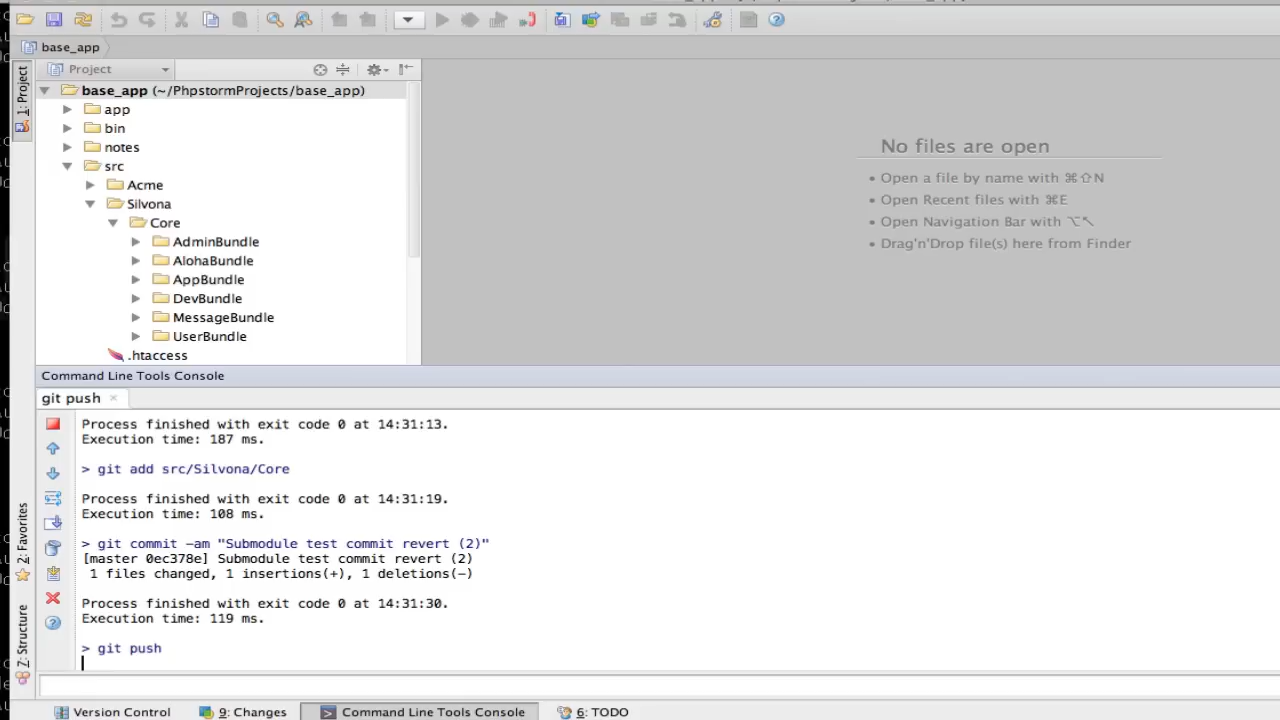 base_app
Project
1: Project
base_app (~/PhpstormProjects/base_app)
app
bin
notes
src
Acme
Silvona
Core
AdminBundle
AlohaBundle
AppBundle
DevBundle
MessageBundle
UserBundle
.htaccess
No files are open
• Open a file by name with ⌘⇧N
• Open Recent files with ⌘E
• Open Navigation Bar with ⌥↖
• Drag'n'Drop file(s) here from Finder
Command Line Tools Console
git push
Process finished with exit code 0 at 14:31:13.
Execution time: 187 ms.
> git add src/Silvona/Core
Process finished with exit code 0 at 14:31:19.
Execution time: 108 ms.
> git commit -am "Submodule test commit revert (2)"
[master 0ec378e] Submodule test commit revert (2)
1 files changed, 1 insertions(+), 1 deletions(-)
Process finished with exit code 0 at 14:31:30.
Execution time: 119 ms.
> git push
2: Favorites
7: Structure
Version Control
9: Changes
Command Line Tools Console
6: TODO